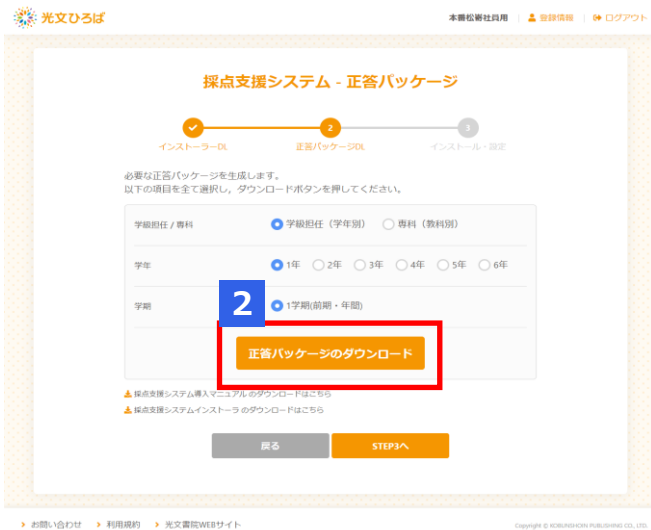 光文ひろば
本番松嵜社員用 登録情報 ログアウト
採点支援システム - 正答パッケージ
2 3
インストーラーDL 正答パッケージDL インストール・設定
必要な正答パッケージを生成します。
以下の項目を全て選択し，ダウンロードボタンを押してください。
学級担任 / 専科 学級担任（学年別） 専科（教科別）
学年 1年 2年 3年 4年 5年 6年
学期 2 1学期(前期・年間)
正答パッケージのダウンロード
採点支援システム導入マニュアル のダウンロードはこちら
採点支援システムインストーラ のダウンロードはこちら
戻る STEP3へ
お問い合わせ 利用規約 光文書院WEBサイト
Copyright © KOBUNSHOIN PUBLISHING CO., LTD.